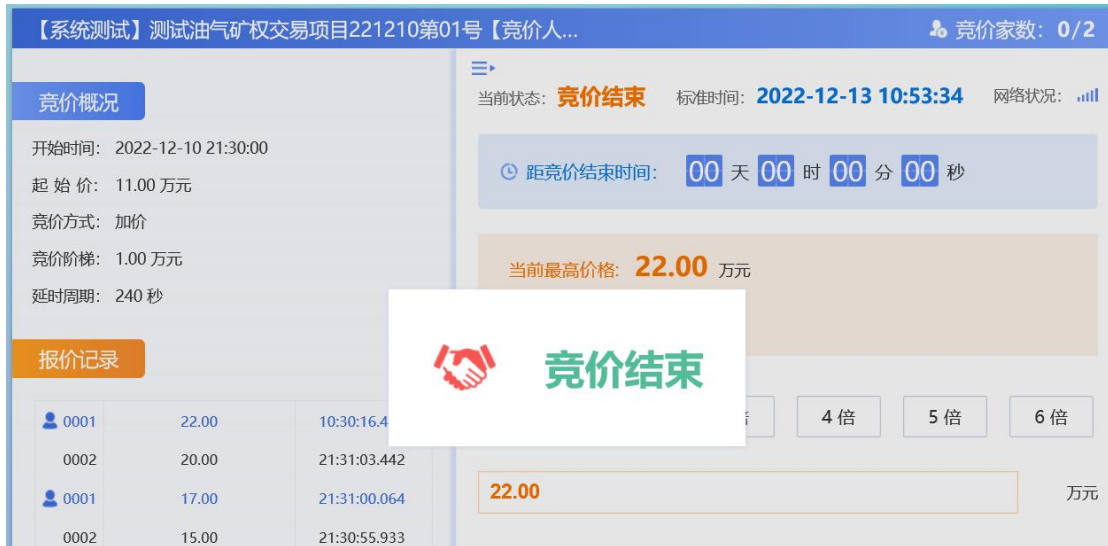 【系统测试】测试油气矿权交易项目221210第01号【竞价人...
竞价家数：0/2
竞价概况
开始时间： 2022-12-10 21:30:00
起 始 价： 11.00 万元
竞价方式： 加价
竞价阶梯： 1.00 万元
延时周期： 240 秒
报价记录
0001 22.00 10:30:16.4
0002 20.00 21:31:03.442
0001 17.00 21:31:00.064
0002 15.00 21:30:55.933
当前状态：竞价结束 标准时间：2022-12-13 10:53:34 网络状况：
距竞价结束时间： 00 天 00 时 00 分 00 秒
当前最高价格: 22.00 万元
竞价结束
4 倍 5 倍 6 倍
22.00 万元